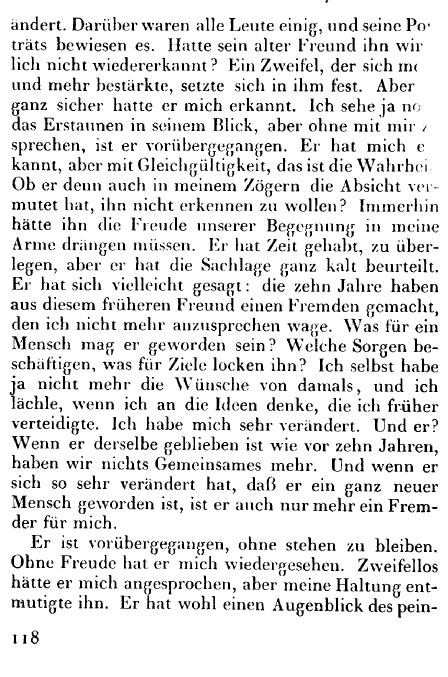 ändert. Darüber waren alle Leute einig, und seine Po-
träts bewiesen es. Hatte sein alter Freund ihn wir
lich nicht wiedererkannt? Ein Zweifel, der sich me
und mehr bestärkte, setzte sich in ihm fest. Aber
ganz sicher hatte er mich erkannt. Ich sehe ja no
das Erstaunen in seinem Blick, aber ohne mit mir
sprechen, ist er vorübergegangen. Er hat mich e
kannt, aber mit Gleichgültigkeit, das ist die Wahrhei
Ob er denn auch in meinem Zögern die Absicht ver-
mutet hat, ihn nicht erkennen zu wollen? Immerhin
hätte ihn die Freude unserer Begegnung in meine
Arme drängen müssen. Er hat Zeit gehabt, zu über-
legen, aber er hat die Sachlage ganz kalt beurteilt.
Er hat sich vielleicht gesagt: die zehn Jahre haben
aus diesem früheren Freund einen Fremden gemacht,
den ich nicht mehr anzusprechen wage. Was für ein
Mensch mag er geworden sein? Welche Sorgen be-
schäftigen, was für Ziele locken ihn? Ich selbst habe
ja nicht mehr die Wünsche von damals, und ich
lächle, wenn ich an die Ideen denke, die ich früher
verteidigte. Ich habe mich sehr verändert. Und er?
Wenn er derselbe geblieben ist wie vor zehn Jahren,
haben wir nichts Gemeinsames mehr. Und wenn er
sich so sehr verändert hat, daß er ein ganz neuer
Mensch geworden ist, ist er auch nur mehr ein Frem-
der für mich.
Er ist vorübergegangen, ohne stehen zu bleiben.
Ohne Freude hat er mich wiedergesehen. Zweifellos
hätte er mich angesprochen, aber meine Haltung ent-
mutigte ihn. Er hat wohl einen Augenblick des pein-
118